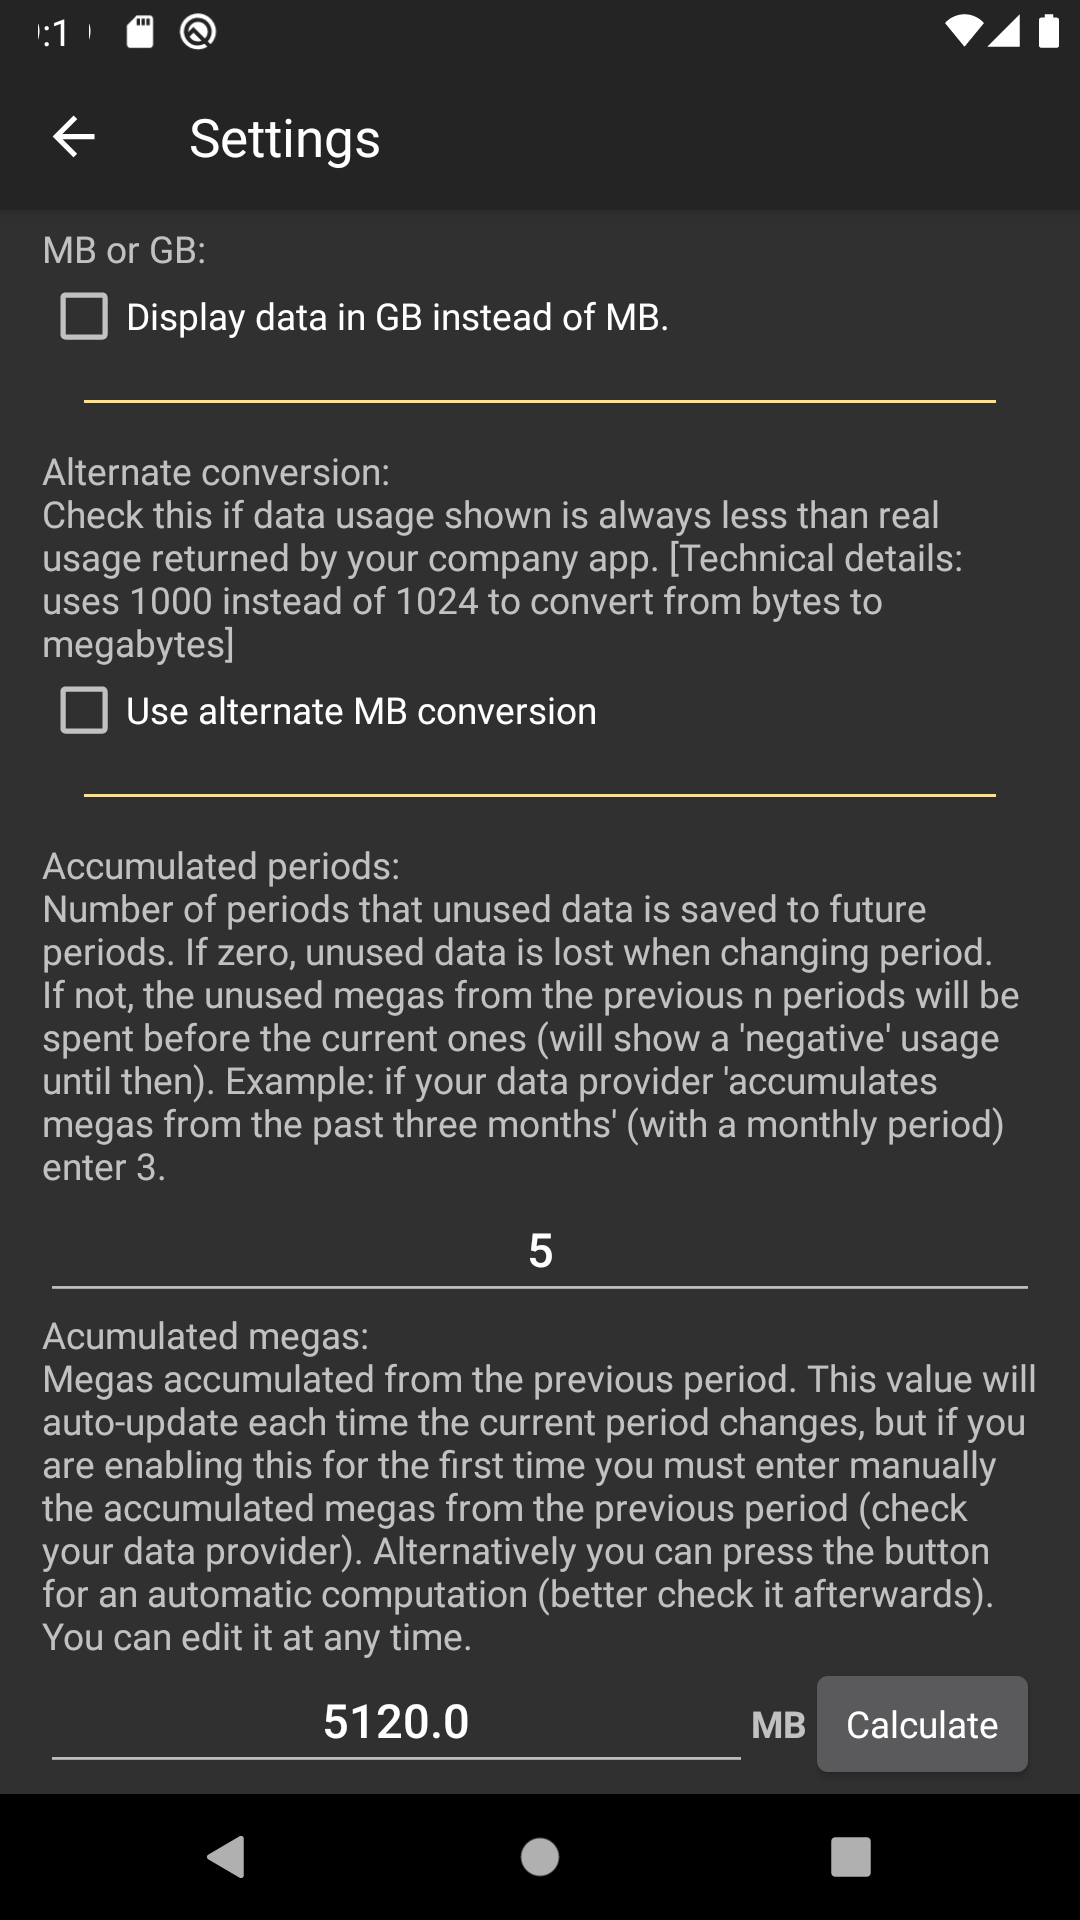 Settings
MB or GB:
Display data in GB instead of MB.
Alternate conversion:
Check this if data usage shown is always less than real
usage returned by your company app. [Technical details:
uses 1000 instead of 1024 to convert from bytes to
megabytes]
Use alternate MB conversion
Accumulated periods:
Number of periods that unused data is saved to future
periods. If zero, unused data is lost when changing period.
If not, the unused megas from the previous n periods will be
spent before the current ones (will show a 'negative' usage
until then). Example: if your data provider 'accumulates
megas from the past three months' (with a monthly period)
enter 3.
5
Acumulated megas:
Megas accumulated from the previous period. This value will
auto-update each time the current period changes, but if you
are enabling this for the first time you must enter manually
the accumulated megas from the previous period (check
your data provider). Alternatively you can press the button
for an automatic computation (better check it afterwards).
You can edit it at any time.
5120.0 MB Calculate